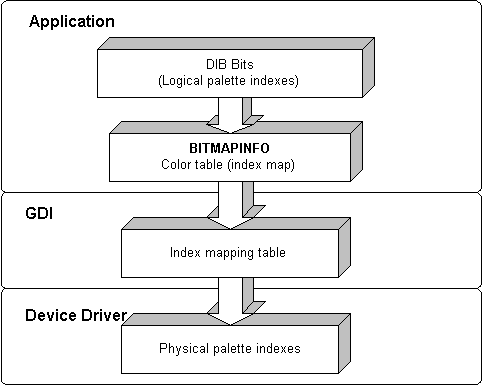 Application
DIB Bits
(Logical palette indexes)
BITMAPINFO
Color table (index map)
GDI
Index mapping table
Device Driver
Physical palette indexes